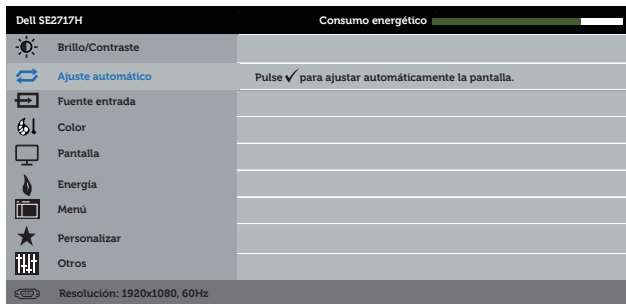 Dell SE2717H Consumo energético
Brillo/Contraste
Ajuste automático Pulse ✓ para ajustar automáticamente la pantalla.
Fuente entrada
Color
Pantalla
Energía
Menú
Personalizar
Otros
Resolución: 1920x1080, 60Hz